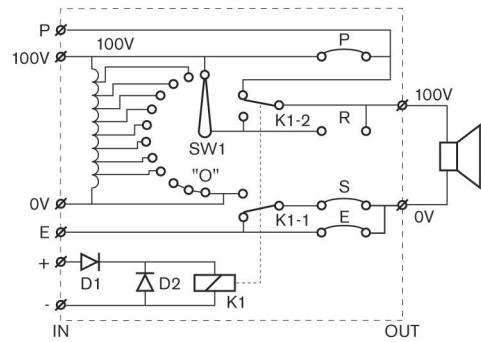 P
100V
100V
P
100V
K1-2
R
SW1
"O"
0V
S
K1-1
0V
E
E
+
D1
D2
K1
-
IN
OUT